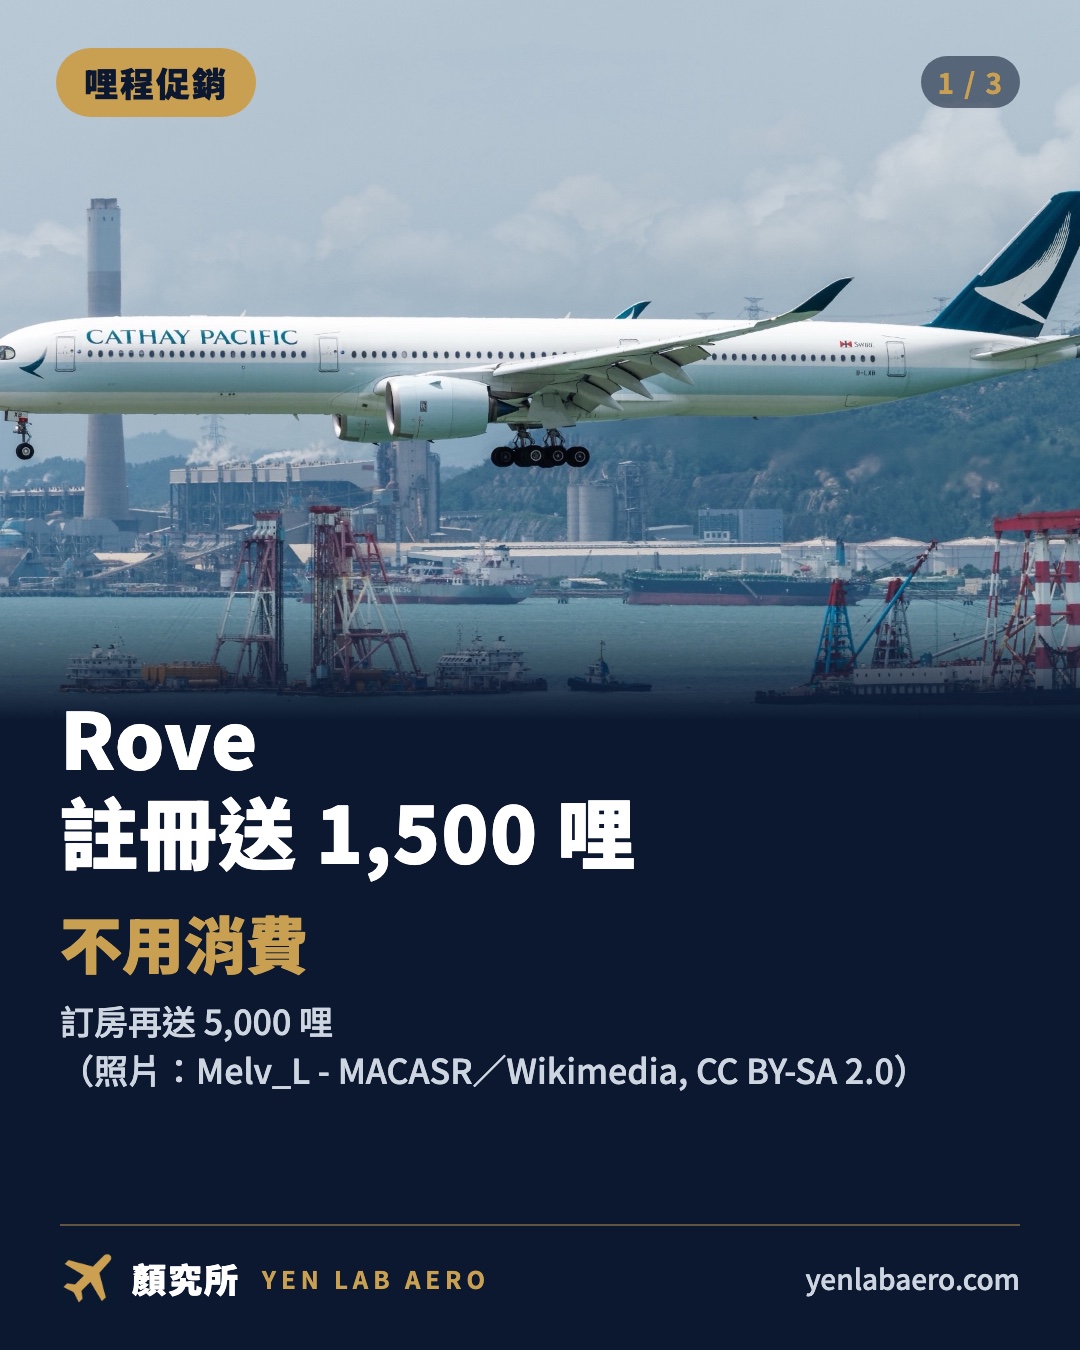 哩程促銷
1 / 3
CATHAY PACIFIC
SWIRE
Rove
註冊送 1,500 哩
不用消費
訂房再送 5,000 哩
（照片：Melv_L - MACASR／Wikimedia, CC BY-SA 2.0）
顏究所 YEN LAB AERO
yenlabaero.com